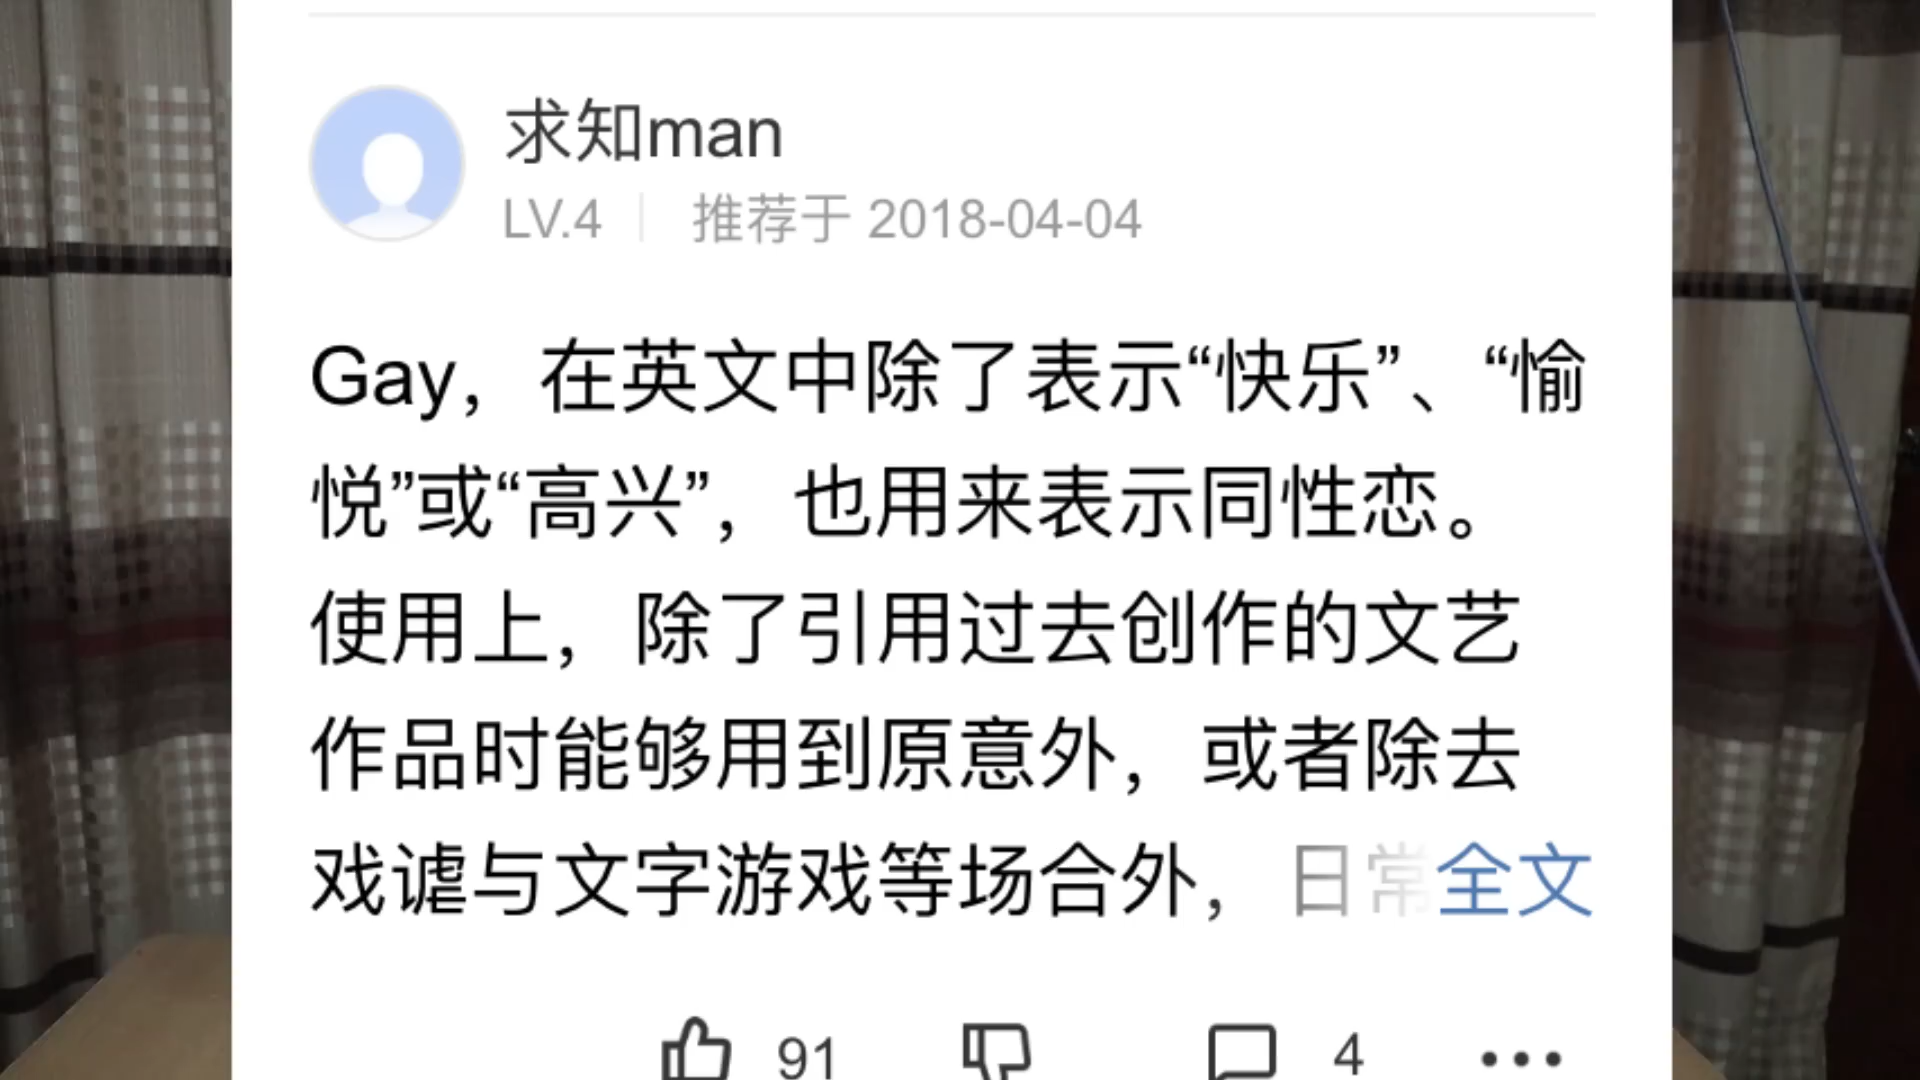 求知man
LV.4 推荐于 2018-04-04
Gay，在英文中除了表示“快乐”、“愉
悦”或“高兴”，也用来表示同性恋。
使用上，除了引用过去创作的文艺
作品时能够用到原意外，或者除去
戏谑与文字游戏等场合外，日常全文
91 4